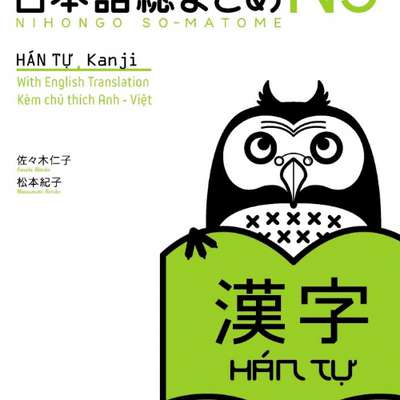 日本語総まとめ
NIHONGO SO-MATOME
HÁN TỰ, Kanji
With English Translation
Kèm chú thích Anh - Việt
佐々木仁子
松本紀子
漢字
HÁN TỰ